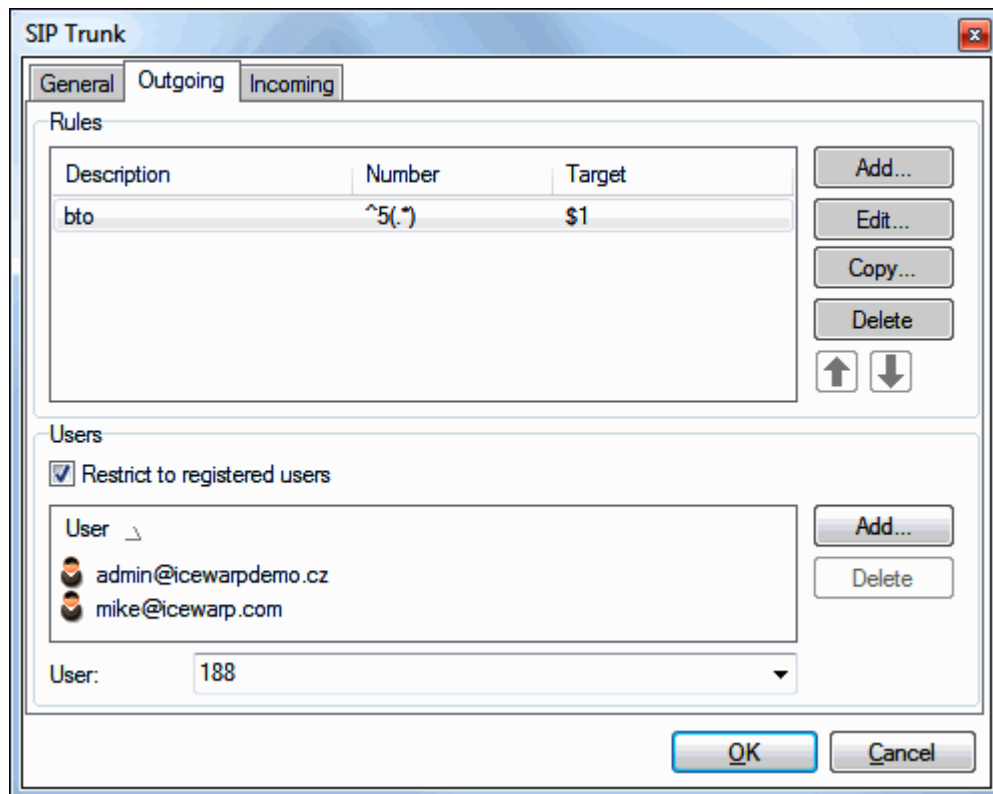 SIP Trunk
General Outgoing Incoming
Rules
Description Number Target
bto ^5(.*) $1
Add...
Edit...
Copy...
Delete
Users
Restrict to registered users
User
admin@icewarpdemo.cz
mike@icewarp.com
Add...
Delete
User: 188
OK Cancel